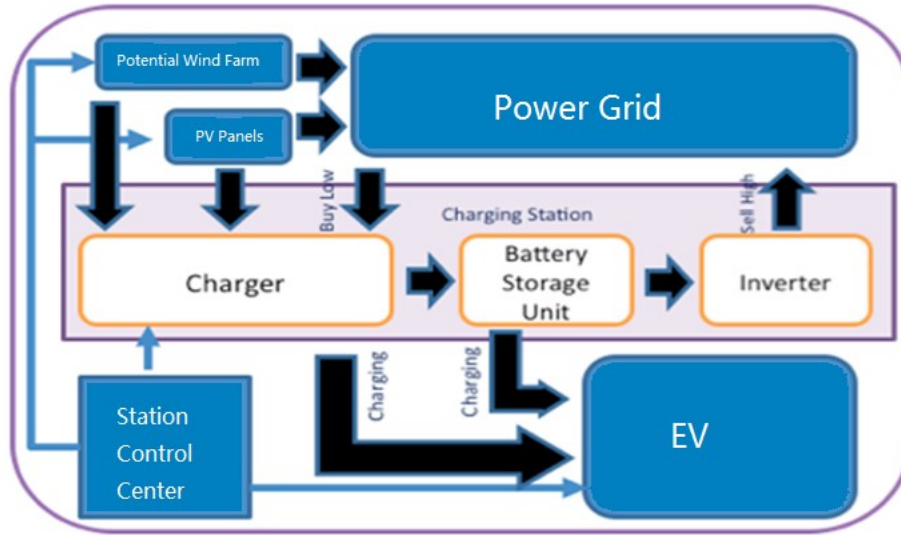 Potential Wind Farm
Power Grid
PV Panels
Buy Low
Sell High
Charging Station
Charger
Battery
Storage
Unit
Inverter
Charging
Charging
Station
Control
Center
EV